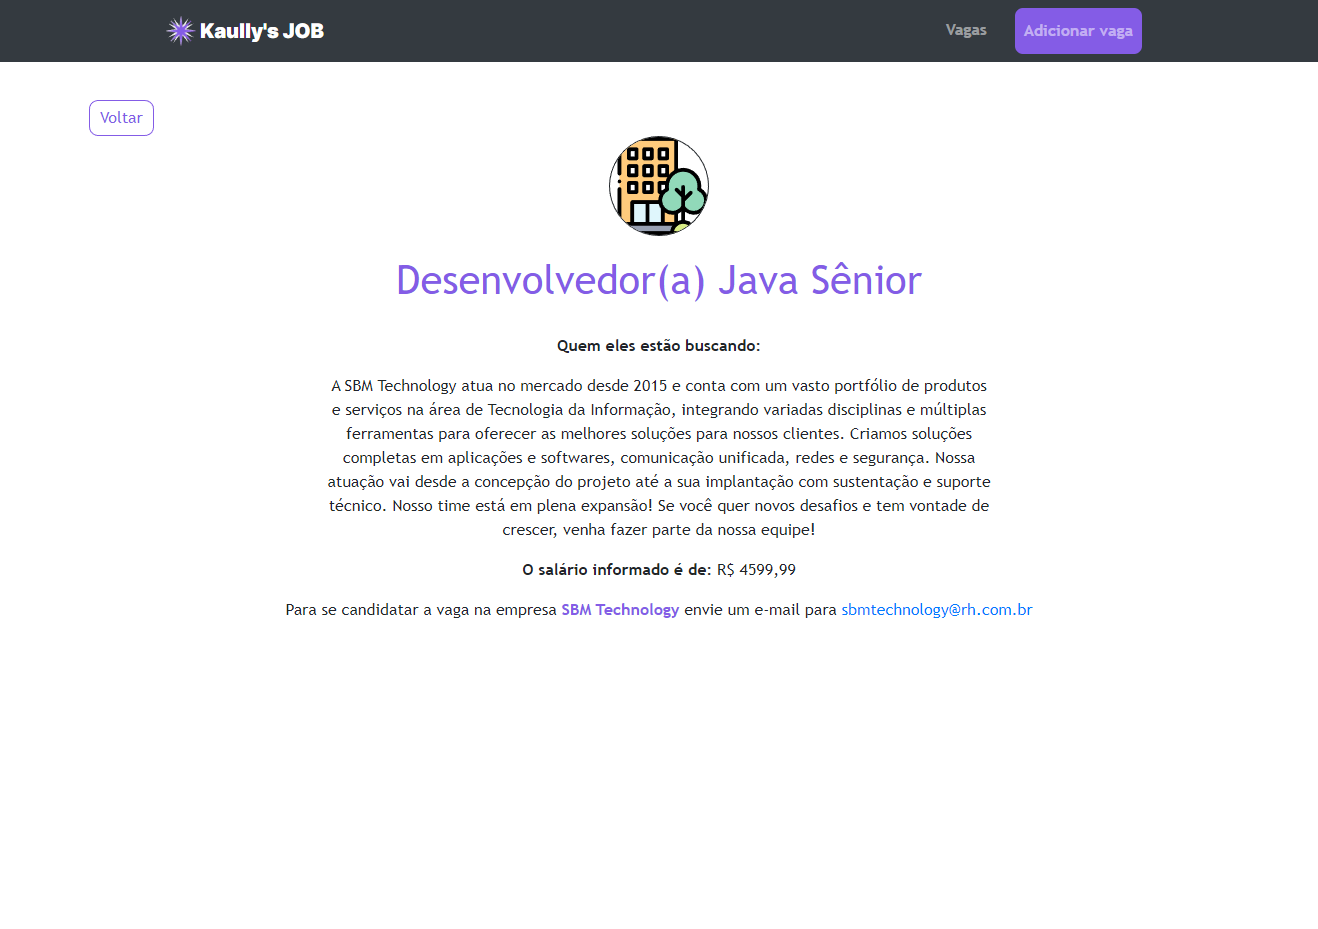 Kaully's JOB
Vagas
Adicionar vaga
Voltar
Desenvolvedor(a) Java Sênior
Quem eles estão buscando:
A SBM Technology atua no mercado desde 2015 e conta com um vasto portfólio de produtos
e serviços na área de Tecnologia da Informação, integrando variadas disciplinas e múltiplas
ferramentas para oferecer as melhores soluções para nossos clientes. Criamos soluções
completas em aplicações e softwares, comunicação unificada, redes e segurança. Nossa
atuação vai desde a concepção do projeto até a sua implantação com sustentação e suporte
técnico. Nosso time está em plena expansão! Se você quer novos desafios e tem vontade de
crescer, venha fazer parte da nossa equipe!
O salário informado é de: R$ 4599,99
Para se candidatar a vaga na empresa SBM Technology envie um e-mail para sbmtechnology@rh.com.br